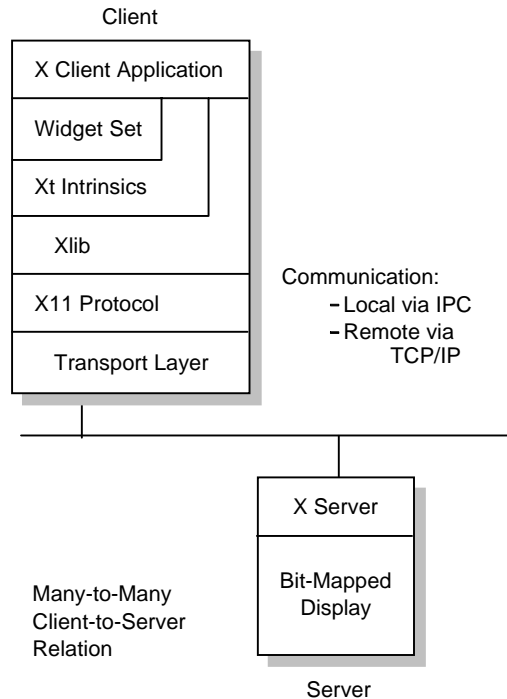 Client
X Client Application
Widget Set
Xt Intrinsics
Xlib
X11 Protocol
Transport Layer
Communication:
- Local via IPC
- Remote via
TCP/IP
X Server
Bit-Mapped
Display
Many-to-Many
Client-to-Server
Relation
Server